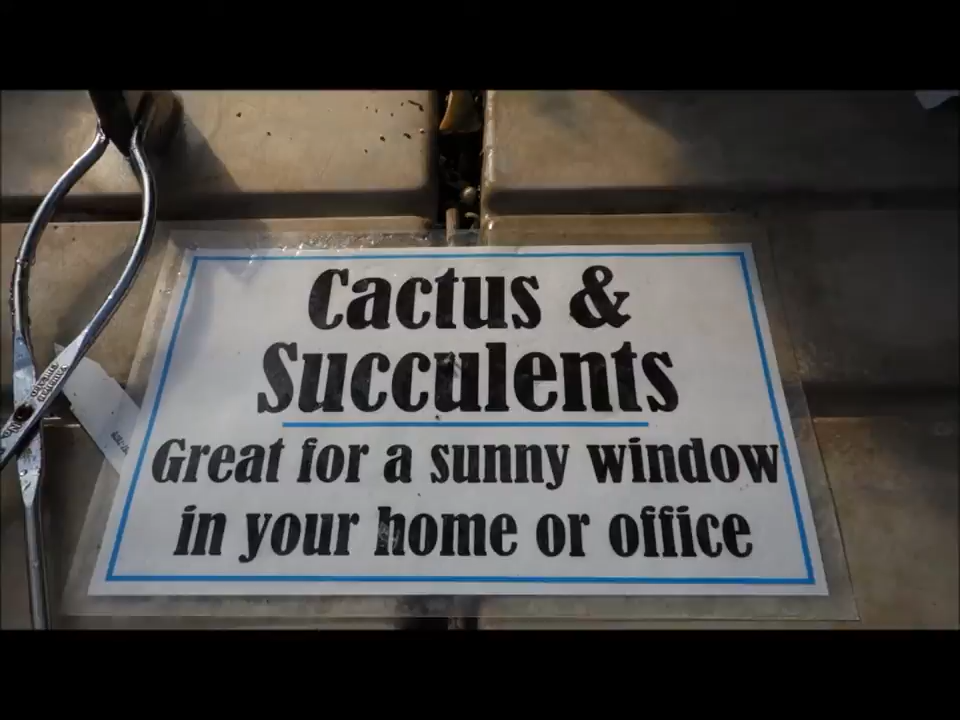 Cactus &
Succulents
Great for a sunny window
in your home or office